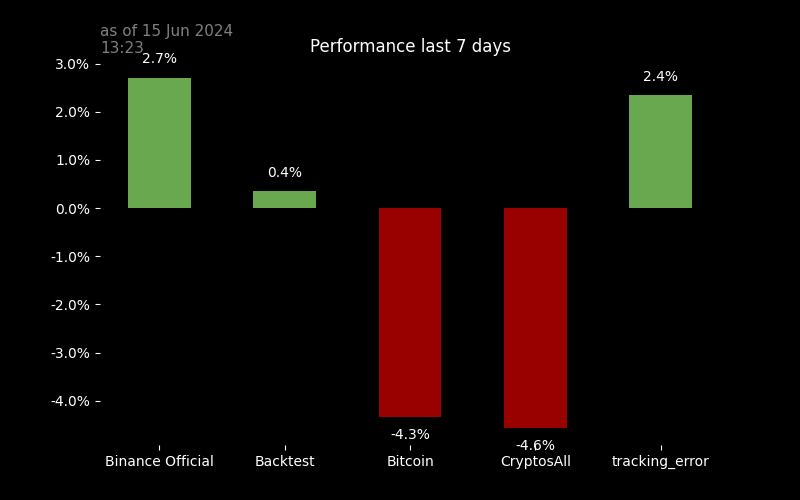 as of 15 Jun 2024
13:23
Performance last 7 days
3.0%
2.0%
1.0%
0.0%
-1.0%
-2.0%
-3.0%
-4.0%
2.7%
0.4%
-4.3%
-4.6%
2.4%
Binance Official
Backtest
Bitcoin
CryptosAll
tracking_error